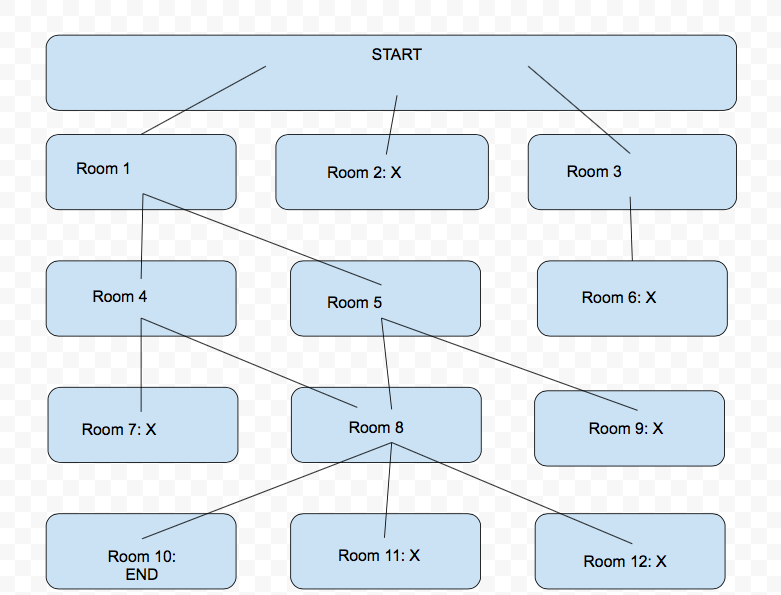 START
Room 1
Room 2: X
Room 3
Room 4
Room 5
Room 6: X
Room 7: X
Room 8
Room 9: X
Room 10:
END
Room 11: X
Room 12: X